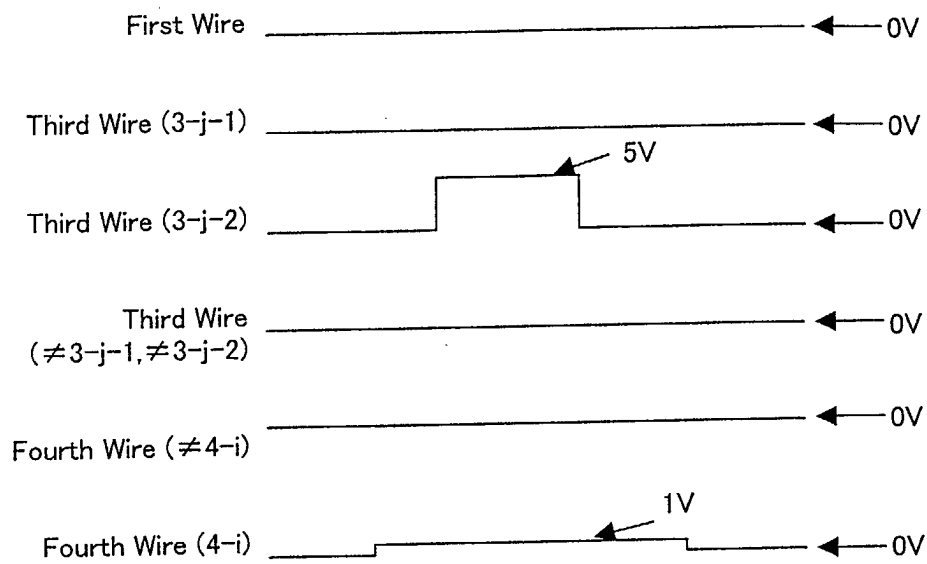 First Wire 0V
Third Wire (3-j-1) 0V
5V
Third Wire (3-j-2) 0V
Third Wire 0V
(≠3-j-1,≠3-j-2)
0V
Fourth Wire (≠4-i)
1V
Fourth Wire (4-i) 0V